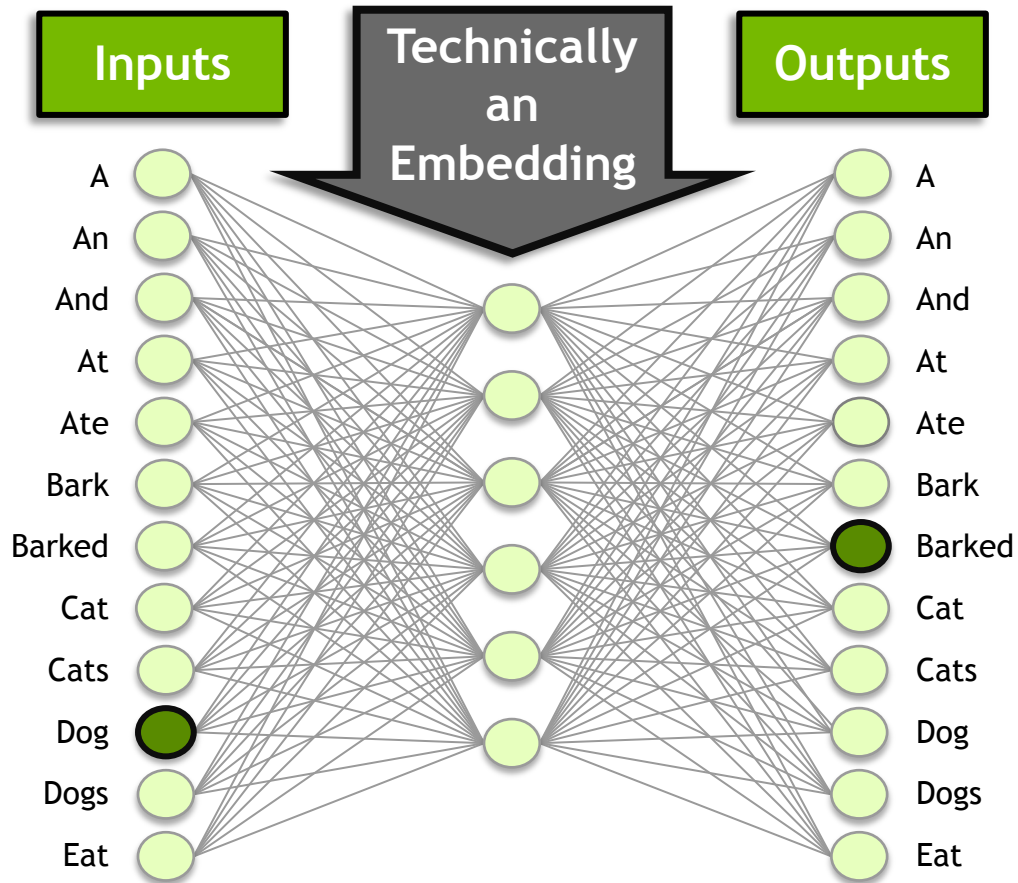 Inputs
Technically
an
Embedding
Outputs
A
An
And
At
Ate
Bark
Barked
Cat
Cats
Dog
Dogs
Eat
A
An
And
At
Ate
Bark
Barked
Cat
Cats
Dog
Dogs
Eat